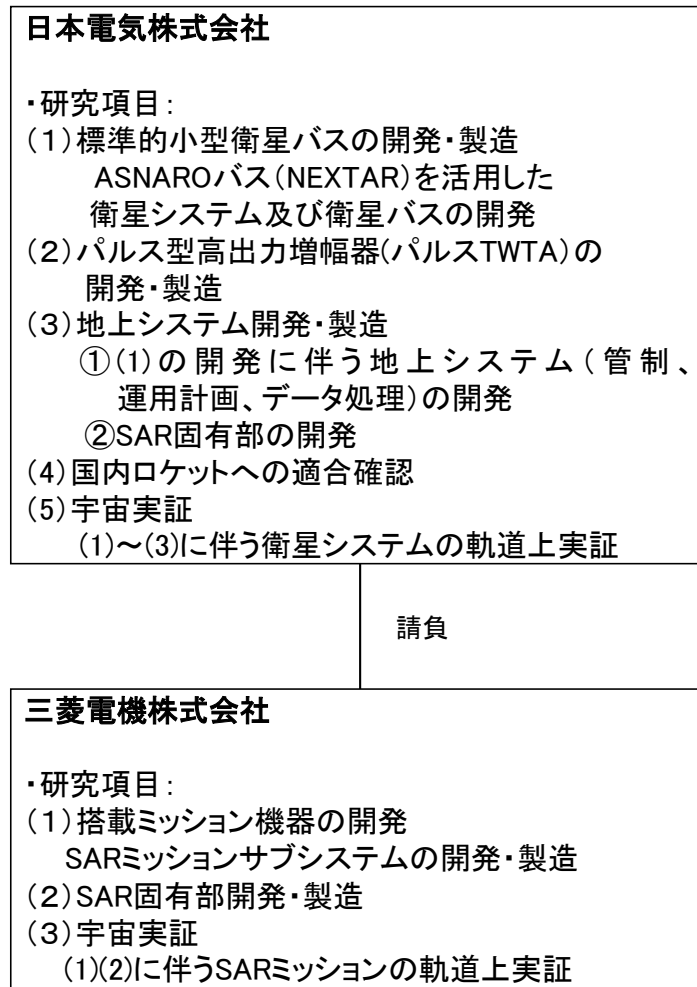 日本電気株式会社
・研究項目：
（１）標準的小型衛星バスの開発・製造
ASNAROバス（NEXTAR）を活用した
衛星システム及び衛星バスの開発
（２）パルス型高出力増幅器(パルスTWTA）の
開発・製造
（３）地上システム開発・製造
①(1)の開発に伴う地上システム（管制、
運用計画、データ処理）の開発
②SAR固有部の開発
(4)国内ロケットへの適合確認
(5)宇宙実証
(1)～(3)に伴う衛星システムの軌道上実証
請負
三菱電機株式会社
・研究項目：
（１）搭載ミッション機器の開発
SARミッションサブシステムの開発・製造
（２）SAR固有部開発・製造
（３）宇宙実証
(1)(2)に伴うSARミッションの軌道上実証